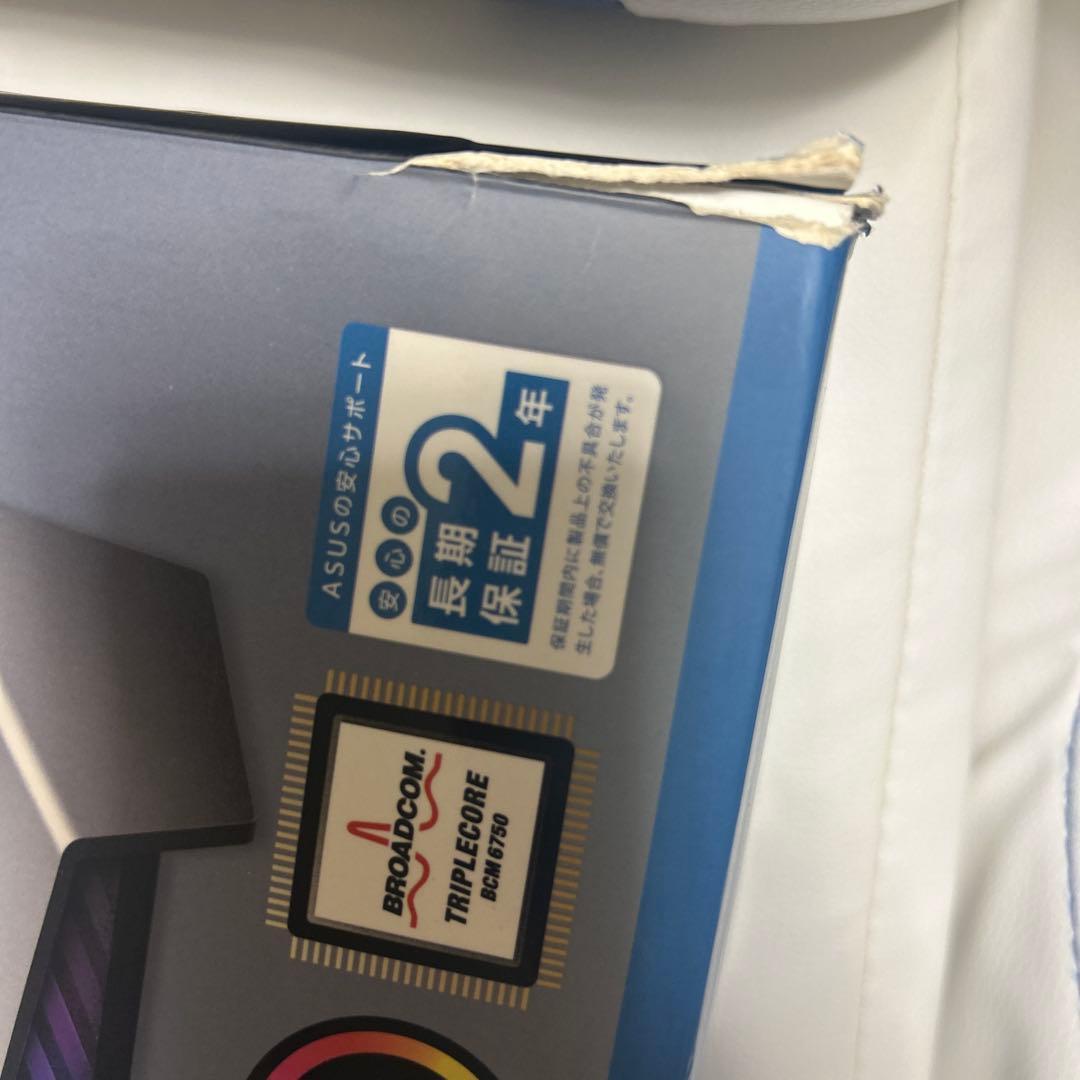 ASUSの安心サポート
安心の
長期
保証
2年
保証期間内に製品上の不具合が発
生した場合、無償で交換いたします。
BROADCOM.
TRIPLECORE
BCM6750